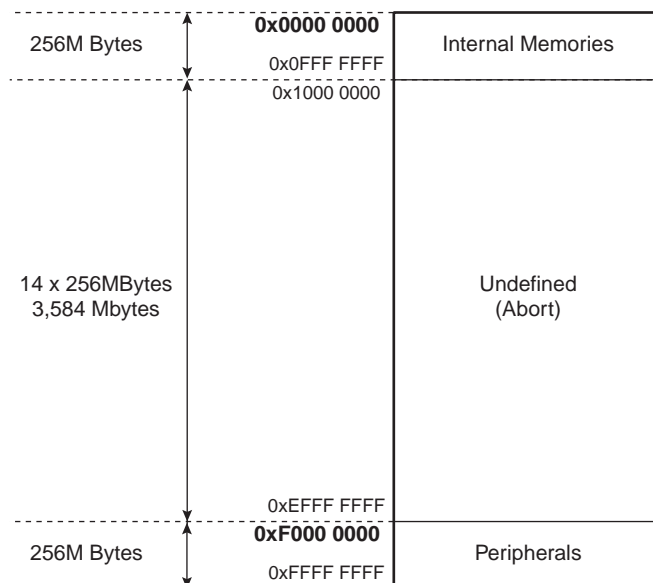 0x0000 0000
256M Bytes
Internal Memories
0x0FFF FFFF
0x1000 0000
14 x 256MBytes
3,584 Mbytes
Undefined
(Abort)
0xEFFF FFFF
0xF000 0000
256M Bytes
Peripherals
0xFFFF FFFF